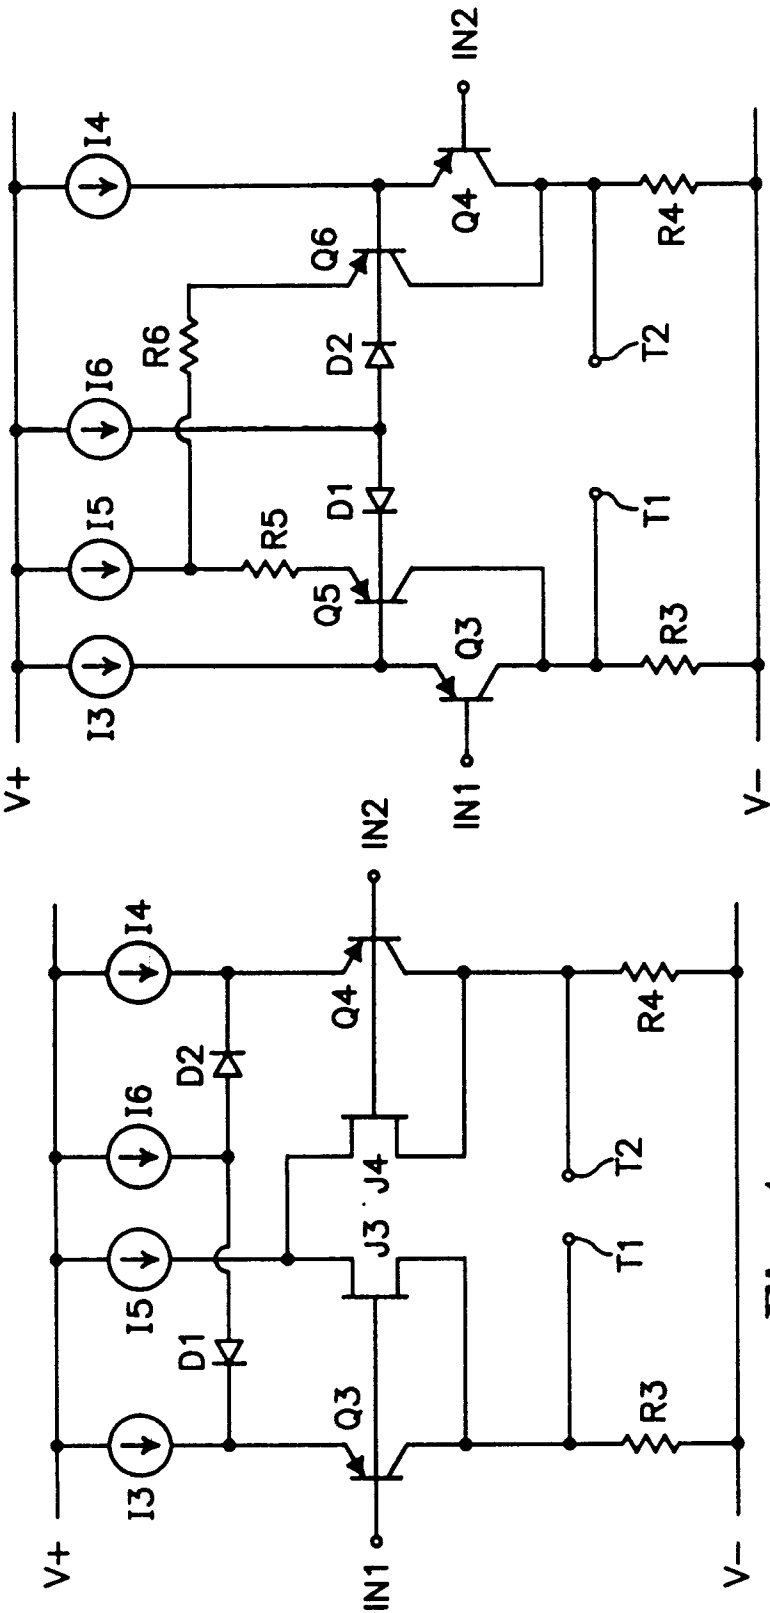 V+
I3
I5
I6
I4
D1
D2
Q3
J3
J4
Q4
IN1
IN2
T1
T2
R3
R4
V-
V+
I3
I5
I6
I4
R5
R6
Q5
D1
D2
Q6
Q3
Q4
IN1
IN2
T1
T2
R3
R4
V-